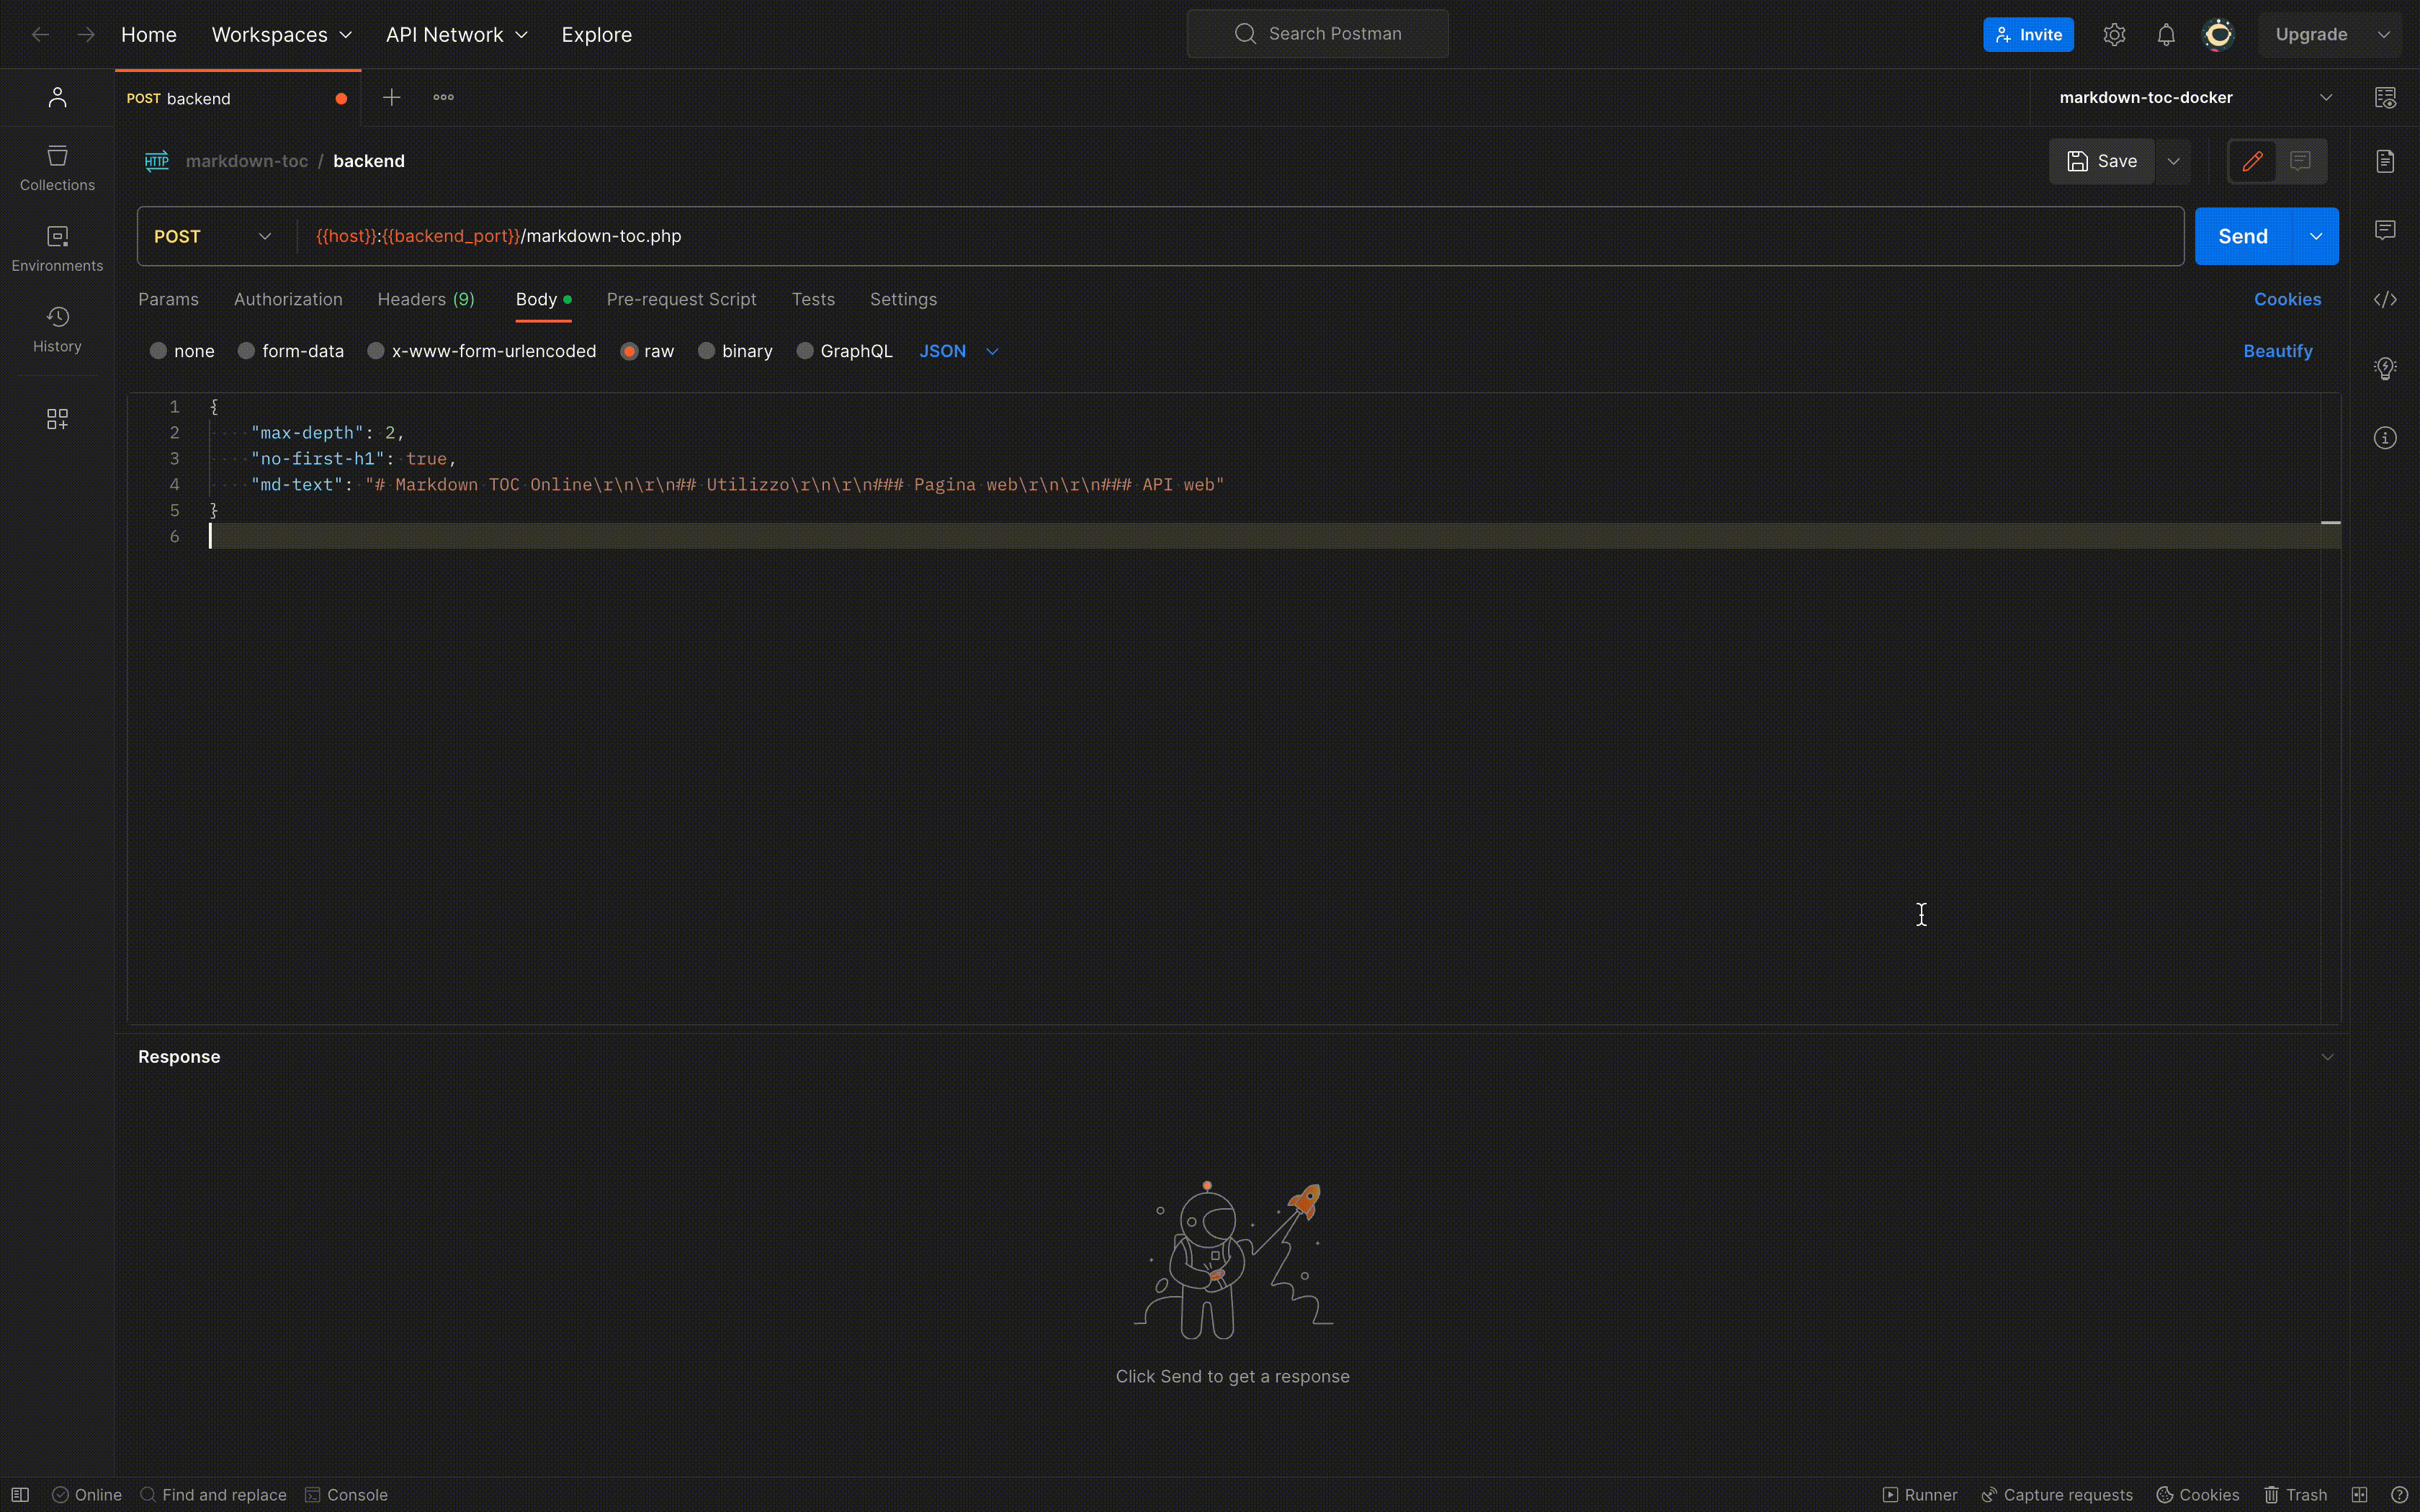 Home Workspaces API Network Explore Search Postman Invite Upgrade
POST backend markdown-toc-docker
HTTP markdown-toc / backend Save
Collections
POST {{host}}:{{backend_port}}/markdown-toc.php Send
Environments
Params Authorization Headers (9) Body Pre-request Script Tests Settings Cookies
History
none form-data x-www-form-urlencoded raw binary GraphQL JSON Beautify
1 {
2 "max-depth": 2,
3 "no-first-h1": true,
4 "md-text": "# Markdown TOC Online\r\n\r\n## Utilizzo\r\n\r\n### Pagina web\r\n\r\n### API web"
5 }
6
Response
Click Send to get a response
Online Find and replace Console Runner Capture requests Cookies Trash